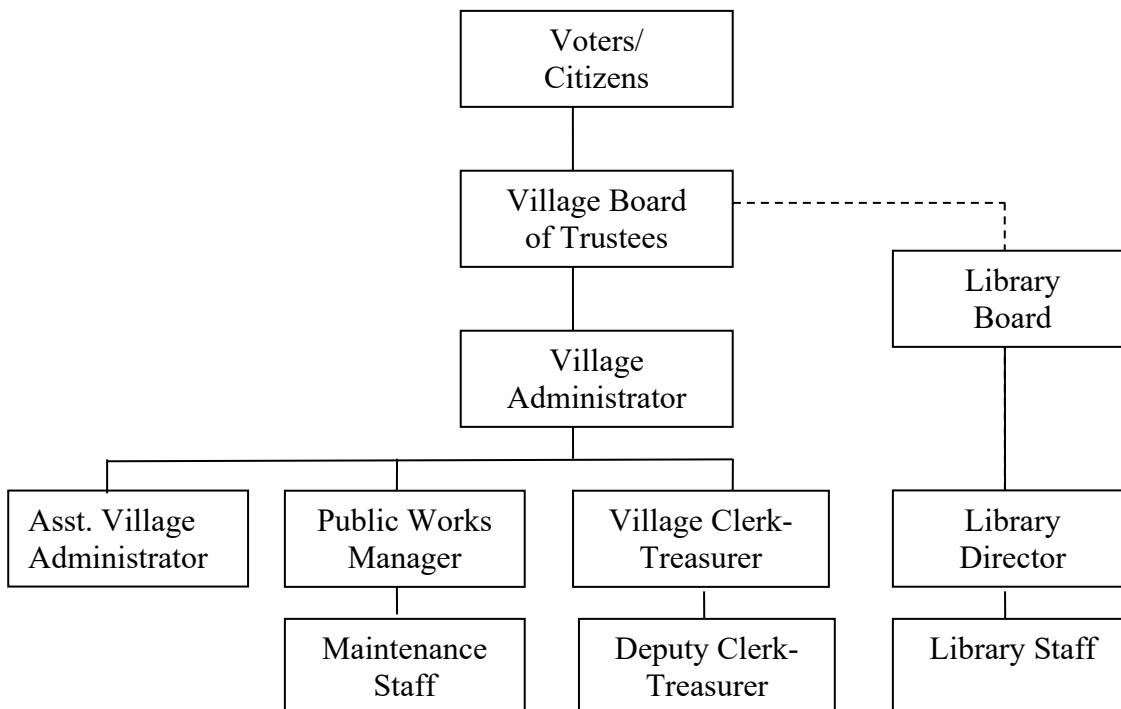 Voters/
Citizens
Village Board
of Trustees
Library
Board
Village
Administrator
Asst. Village
Administrator
Public Works
Manager
Village Clerk-
Treasurer
Library
Director
Maintenance
Staff
Deputy Clerk-
Treasurer
Library Staff